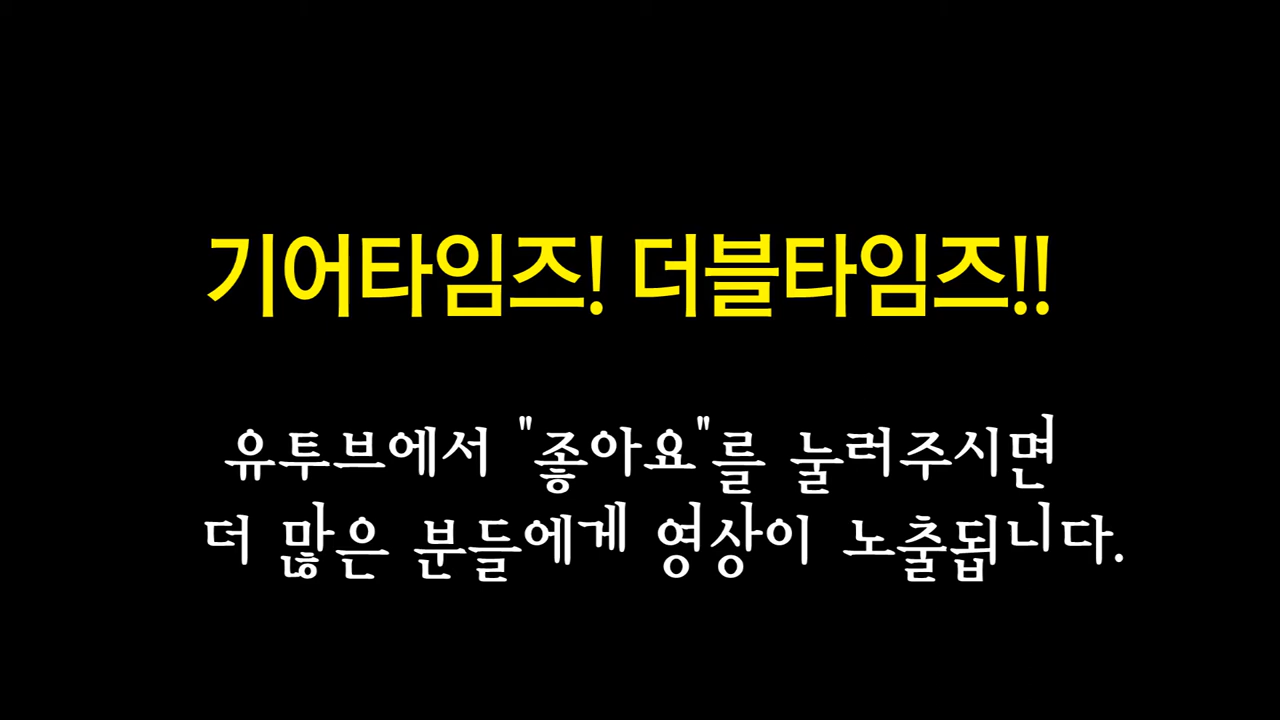 기어타임즈! 더블타임즈!!
유투브에서 "좋아요"를 눌러주시면
더 많은 분들에게 영상이 노출됩니다.